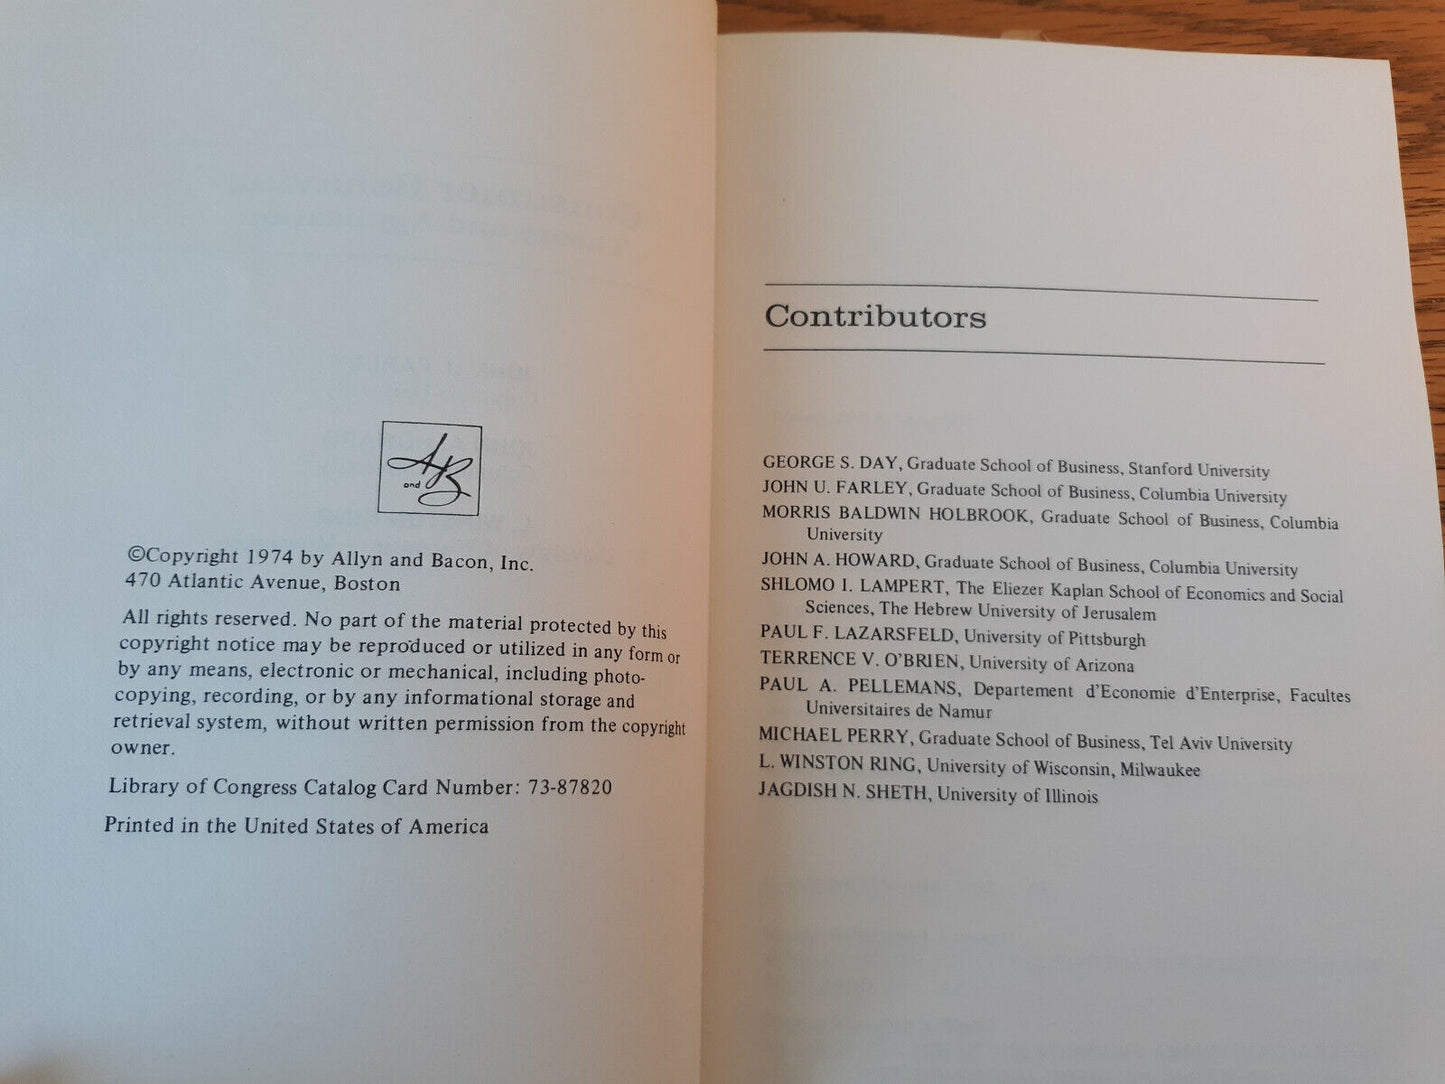 A and B
©Copyright 1974 by Allyn and Bacon, Inc.
470 Atlantic Avenue, Boston
All rights reserved. No part of the material protected by this
copyright notice may be reproduced or utilized in any form or
by any means, electronic or mechanical, including photo-
copying, recording, or by any informational storage and
retrieval system, without written permission from the copyright
owner.
Library of Congress Catalog Card Number: 73-87820
Printed in the United States of America
Contributors
GEORGE S. DAY, Graduate School of Business, Stanford University
JOHN U. FARLEY, Graduate School of Business, Columbia University
MORRIS BALDWIN HOLBROOK, Graduate School of Business, Columbia
University
JOHN A. HOWARD, Graduate School of Business, Columbia University
SHLOMO I. LAMPERT, The Eliezer Kaplan School of Economics and Social
Sciences, The Hebrew University of Jerusalem
PAUL F. LAZARSFELD, University of Pittsburgh
TERRENCE V. O'BRIEN, University of Arizona
PAUL A. PELLEMANS, Departement d'Economie d'Enterprise, Facultes
Universitaires de Namur
MICHAEL PERRY, Graduate School of Business, Tel Aviv University
L. WINSTON RING, University of Wisconsin, Milwaukee
JAGDISH N. SHETH, University of Illinois